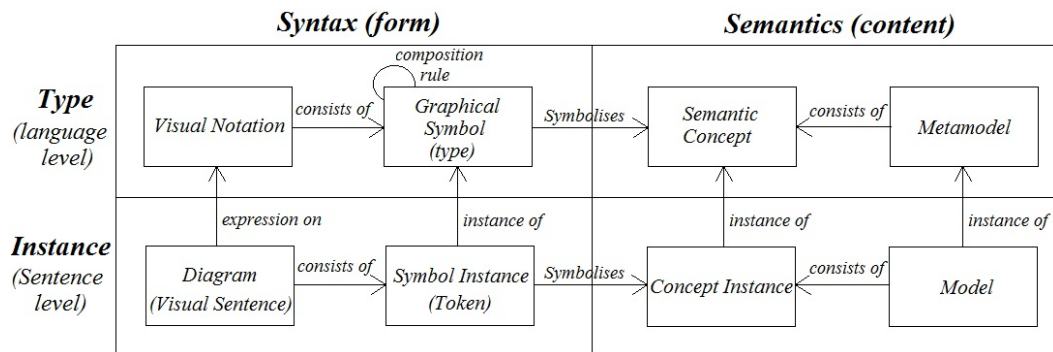 Syntax (form)
Semantics (content)
composition
rule
Type
(language
level)
Visual Notation
consists of
Graphical
Symbol
(type)
Symbolises
Semantic
Concept
consists of
Metamodel
expression on
instance of
instance of
instance of
Instance
(Sentence
level)
Diagram
(Visual Sentence)
consists of
Symbol Instance
(Token)
Symbolises
Concept Instance
consists of
Model